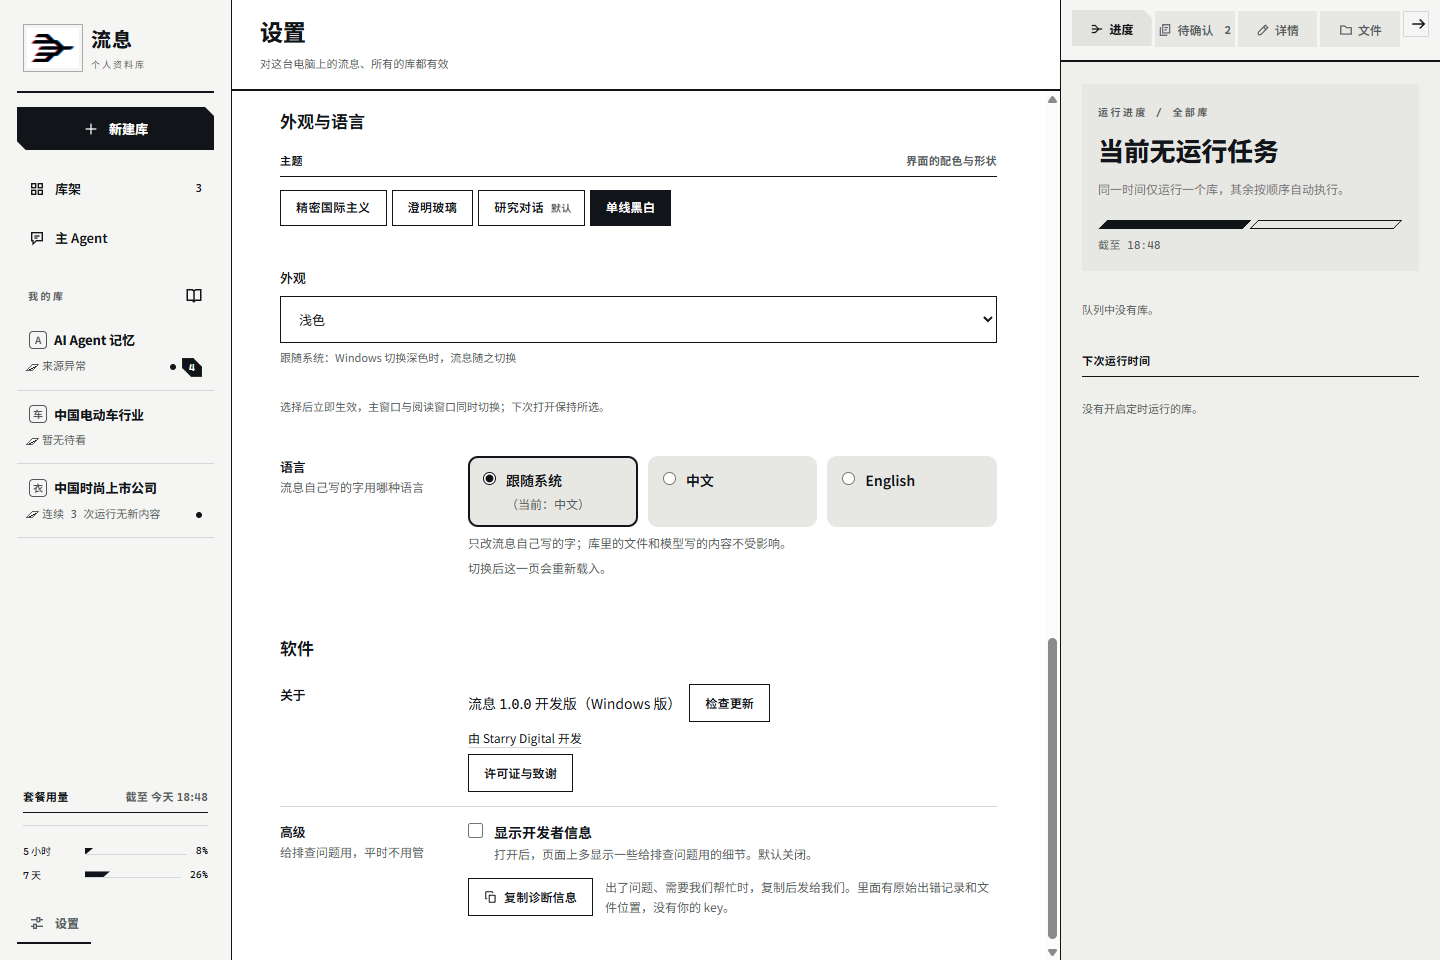 流息
个人资料库
新建库
库架 3
主 Agent
我的库
A AI Agent 记忆
来源异常 4
车 中国电动车行业
暂无待看
衣 中国时尚上市公司
连续 3 次运行无新内容
套餐用量 截至 今天 18:48
5 小时 8%
7 天 26%
设置
设置
对这台电脑上的流息、所有的库都有效
外观与语言
主题 界面的配色与形状
精密国际主义 澄明玻璃 研究对话 默认 单线黑白
外观
浅色
跟随系统：Windows 切换深色时，流息随之切换
选择后立即生效，主窗口与阅读窗口同时切换；下次打开保持所选。
语言
流息自己写的字用哪种语言
跟随系统
（当前：中文）
中文
English
只改流息自己写的字；库里的文件和模型写的内容不受影响。
切换后这一页会重新载入。
软件
关于
流息 1.0.0 开发版（Windows 版） 检查更新
由 Starry Digital 开发
许可证与致谢
高级
给排查问题用，平时不用管
显示开发者信息
打开后，页面上多显示一些给排查问题用的细节。默认关闭。
复制诊断信息
出了问题、需要我们帮忙时，复制后发给我们。里面有原始出错记录和文
件位置，没有你的 key。
进度 待确认 2 详情 文件
运行进度 / 全部库
当前无运行任务
同一时间仅运行一个库，其余按顺序自动执行。
截至 18:48
队列中没有库。
下次运行时间
没有开启定时运行的库。